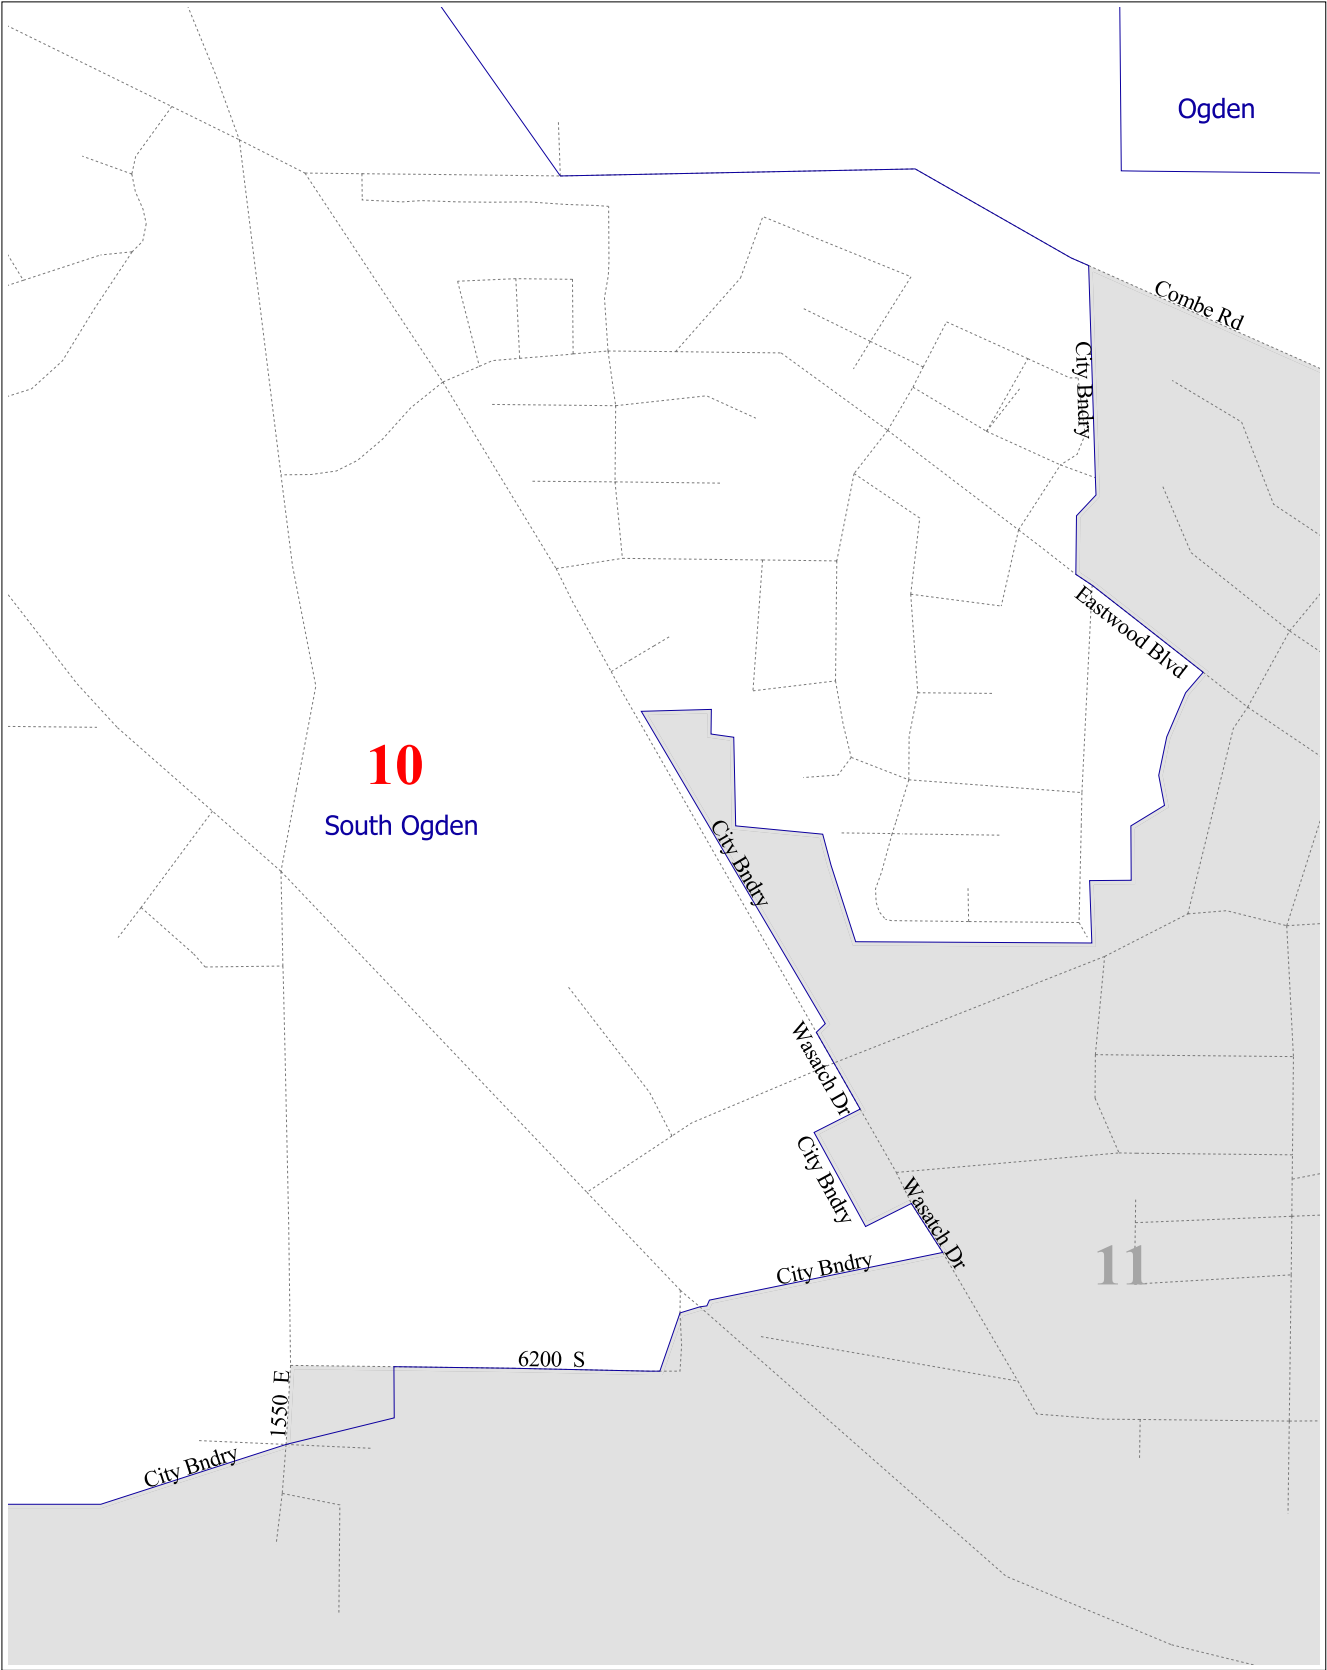 Ogden
Combe Rd
City Bndry
Eastwood Blvd
10
South Ogden
City Bndry
Wasatch Dr
City Bndry
Wasatch Dr
11
City Bndry
6200 S
1550 E
City Bndry